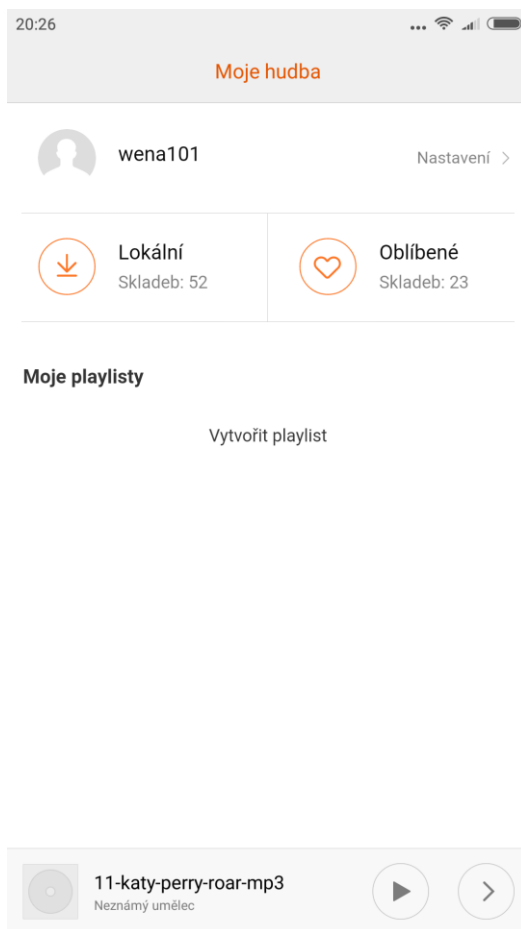 20:26
Moje hudba
wena101
Nastavení
Lokální
Skladeb: 52
Oblíbené
Skladeb: 23
Moje playlisty
Vytvořit playlist
11-katy-perry-roar-mp3
Neznámý umělec